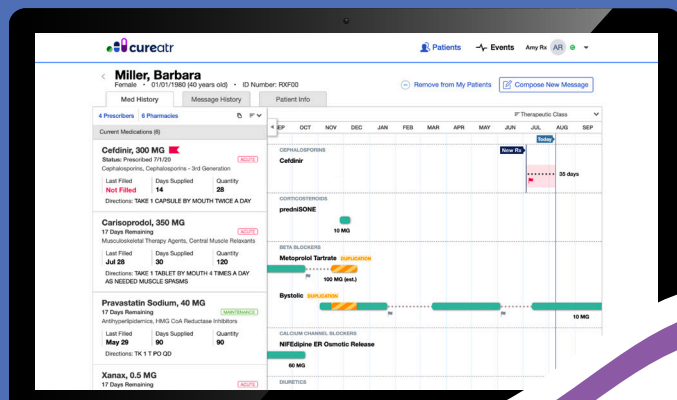 cureatr
Patients
Events
Amy Rx
AR
Miller, Barbara
Female • 01/01/1980 (40 years old) • ID Number: RXF00
Remove from My Patients
Compose New Message
Med History
Message History
Patient Info
4 Prescribers 8 Pharmacies
Therapeutic Class
Current Medications (6)
SEP OCT NOV DEC JAN FEB MAR APR MAY JUN JUL AUG SEP
Today
Cefdinir, 300 MG
Status: Prescribed 7/1/20 ACUTE
Cephalosporins, Cephalosporins - 3rd Generation
Last Filled Days Supplied Quantity
Not Filled 14 28
Directions: TAKE 1 CAPSULE BY MOUTH TWICE A DAY
Carisoprodol, 350 MG
17 Days Remaining ACUTE
Musculoskeletal Therapy Agents, Central Muscle Relaxants
Last Filled Days Supplied Quantity
Jul 28 30 120
Directions: TAKE 1 TABLET BY MOUTH 4 TIMES A DAY
AS NEEDED MUSCLE SPASMS
Pravastatin Sodium, 40 MG
17 Days Remaining MAINTENANCE
Antihyperlipidemics, HMG CoA Reductase Inhibitors
Last Filled Days Supplied Quantity
May 29 90 90
Directions: TK 1 T PO QD
Xanax, 0.5 MG
17 Days Remaining ACUTE
CEPHALOSPORINS
New Rx
Cefdinir
35 days
CORTICOSTEROIDS
predniSONE
10 MG
BETA BLOCKERS
Metoprolol Tartrate DUPLICATION
100 MG (est.)
Bystolic DUPLICATION
10 MG
CALCIUM CHANNEL BLOCKERS
NIFEdipine ER Osmotic Release
60 MG
DIURETICS